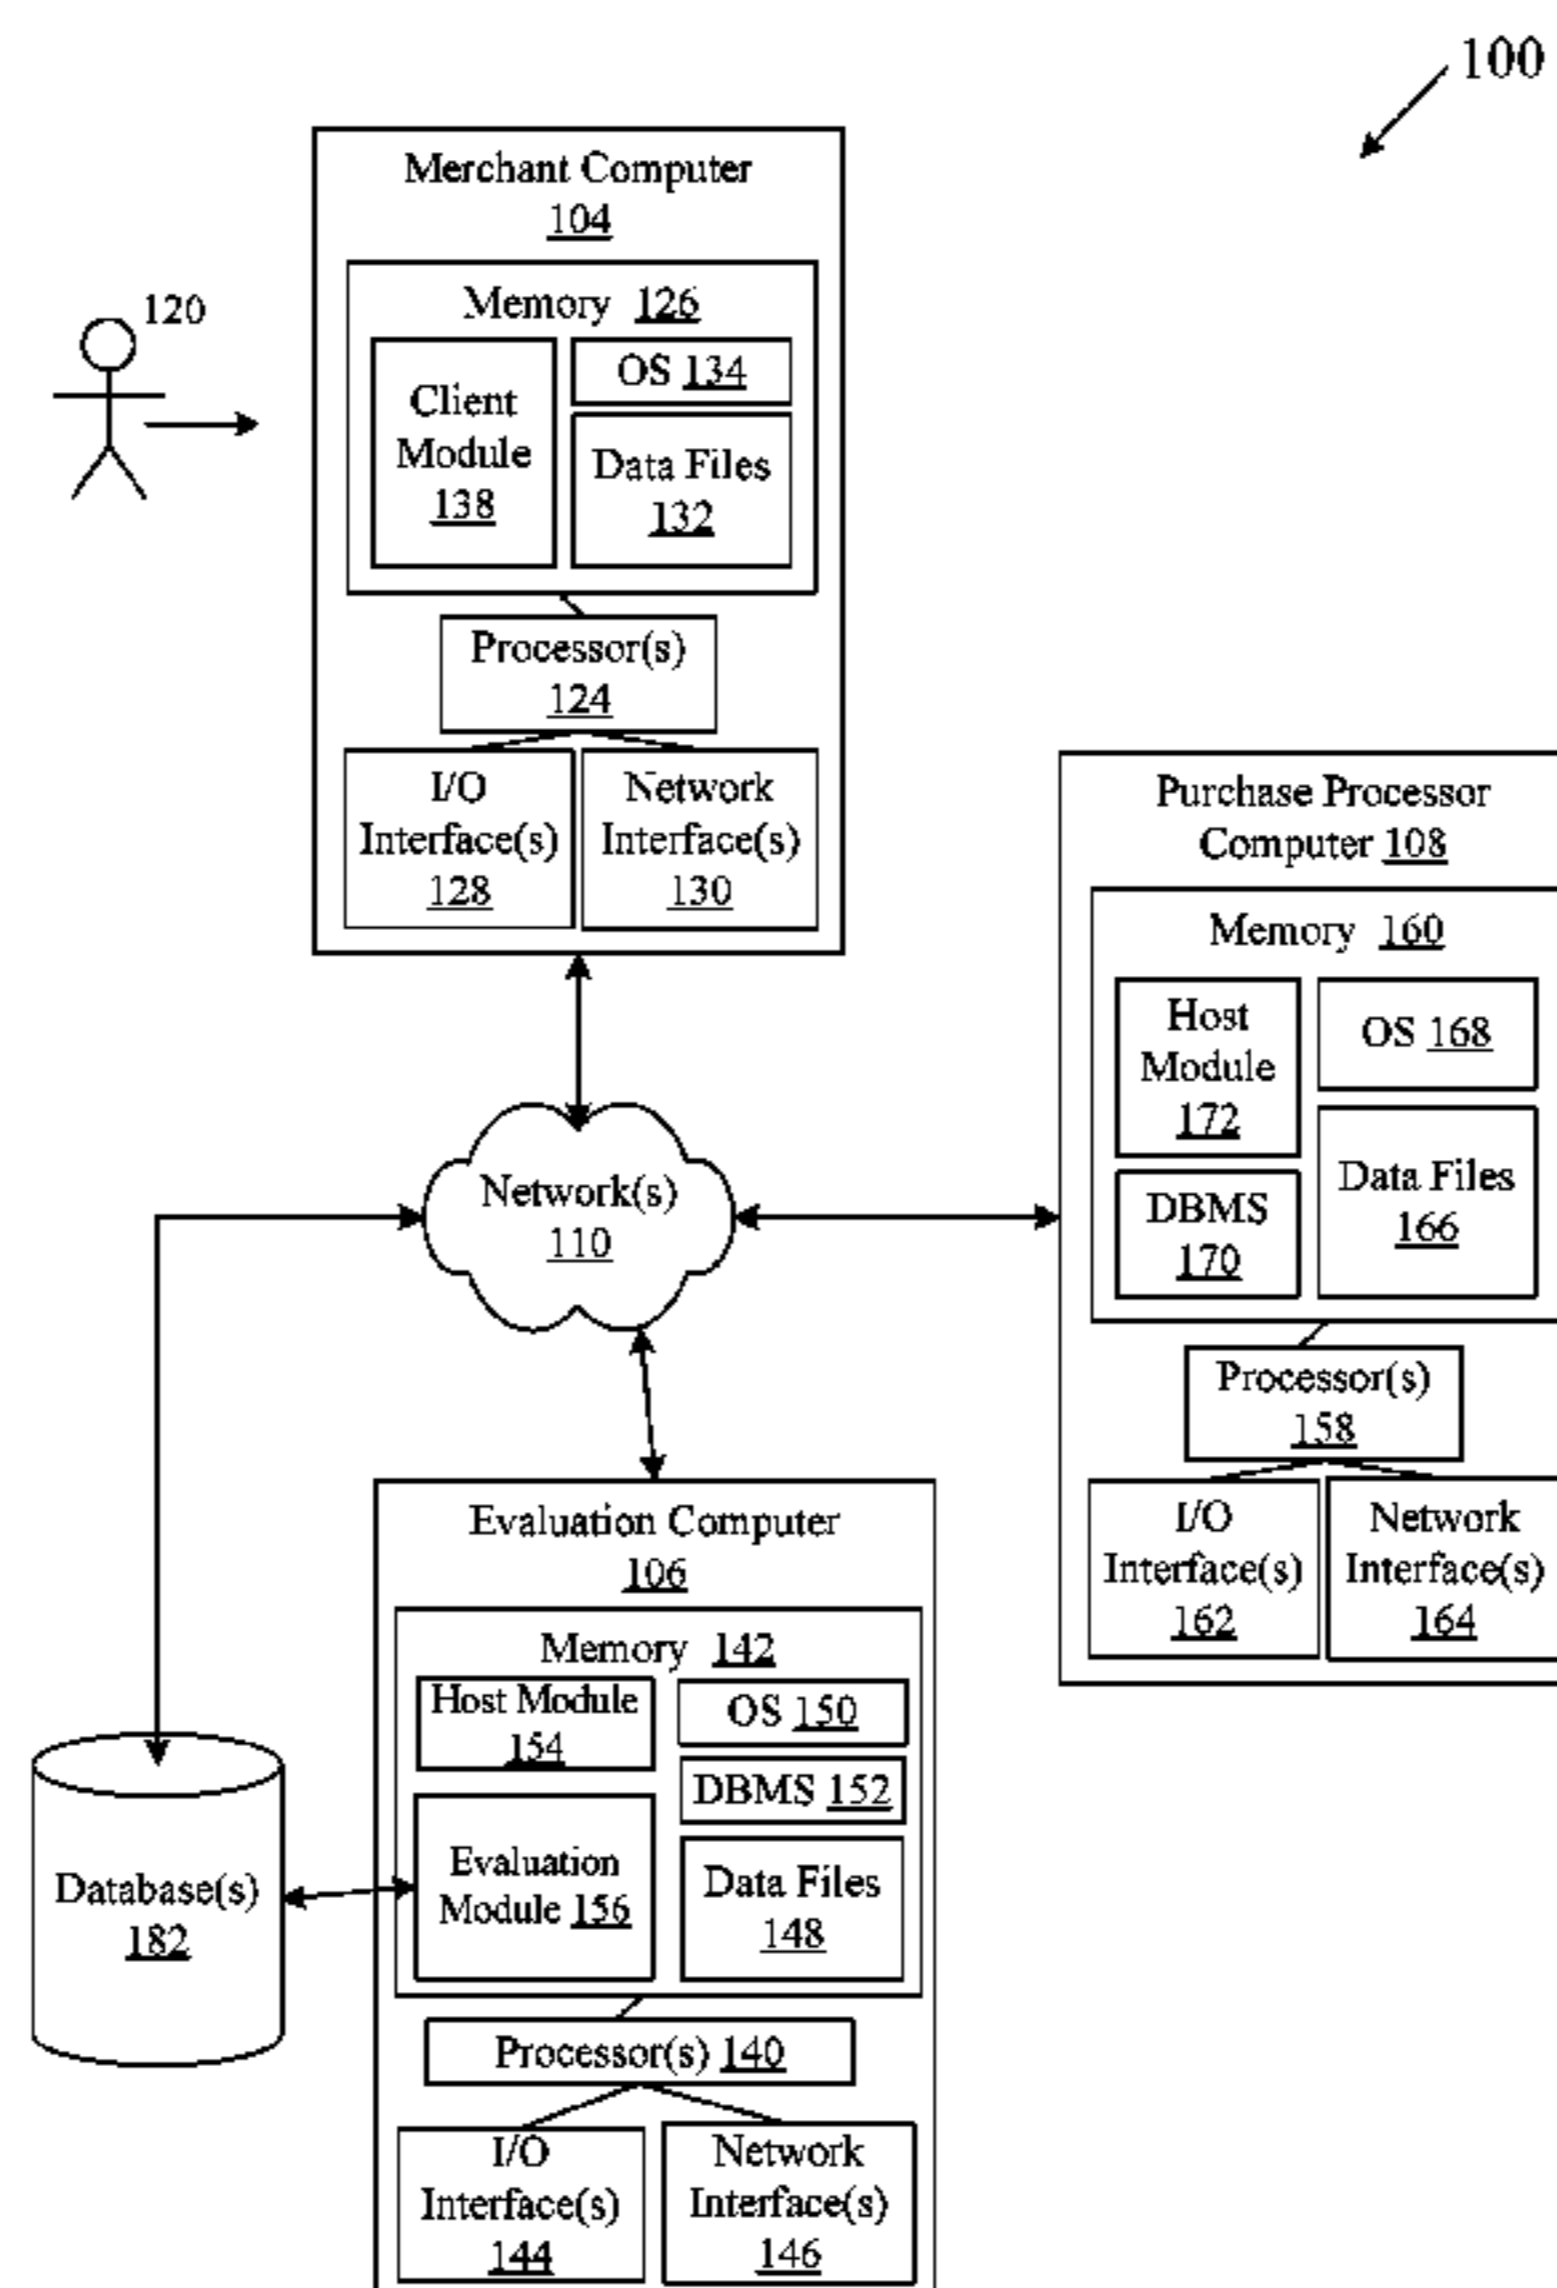 100
Merchant Computer
104
Memory 126
120
Client
Module
138
OS 134
Data Files
132
Processor(s)
124
I/O
Interface(s)
128
Network
Interface(s)
130
Purchase Processor
Computer 108
Memory 160
Host
Module
172
OS 168
DBMS
170
Data Files
166
Processor(s)
158
I/O
Interface(s)
162
Network
Interface(s)
164
Network(s)
110
Evaluation Computer
106
Memory 142
Host Module
154
OS 150
DBMS 152
Evaluation
Module 156
Data Files
148
Database(s)
182
Processor(s) 140
I/O
Interface(s)
144
Network
Interface(s)
146